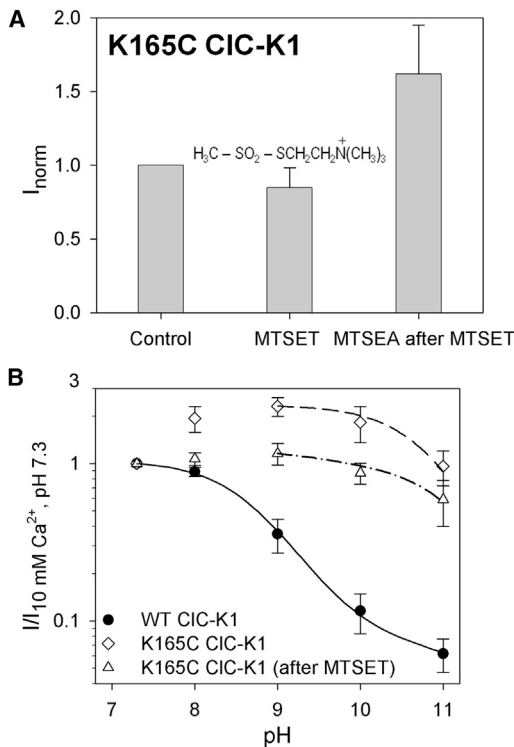 A
K165C ClC-K1
2.0
1.5
1.0
0.5
0.0
Inorm
H3C – SO2 – SCH2CH2N(CH3)3
+
Control
MTSET
MTSEA after MTSET
B
3
1
0.1
I/I10 mM Ca2+, pH 7.3
WT ClC-K1
K165C ClC-K1
K165C ClC-K1 (after MTSET)
7
8
9
10
11
pH